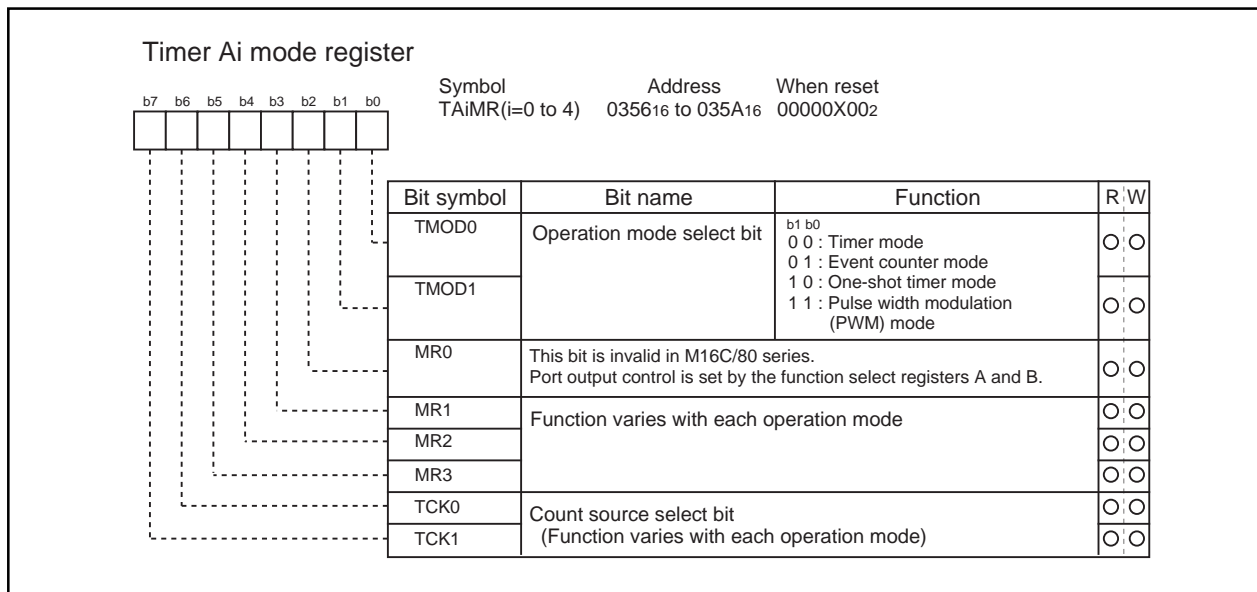 Timer Ai mode register
Symbol Address When reset
TAiMR(i=0 to 4) 035616 to 035A16 00000X002
b7 b6 b5 b4 b3 b2 b1 b0
Bit symbol Bit name Function R W
TMOD0 Operation mode select bit b1 b0
0 0 : Timer mode
0 1 : Event counter mode
TMOD1 1 0 : One-shot timer mode
1 1 : Pulse width modulation
(PWM) mode
MR0 This bit is invalid in M16C/80 series.
Port output control is set by the function select registers A and B.
MR1 Function varies with each operation mode
MR2
MR3
TCK0 Count source select bit
TCK1 (Function varies with each operation mode)